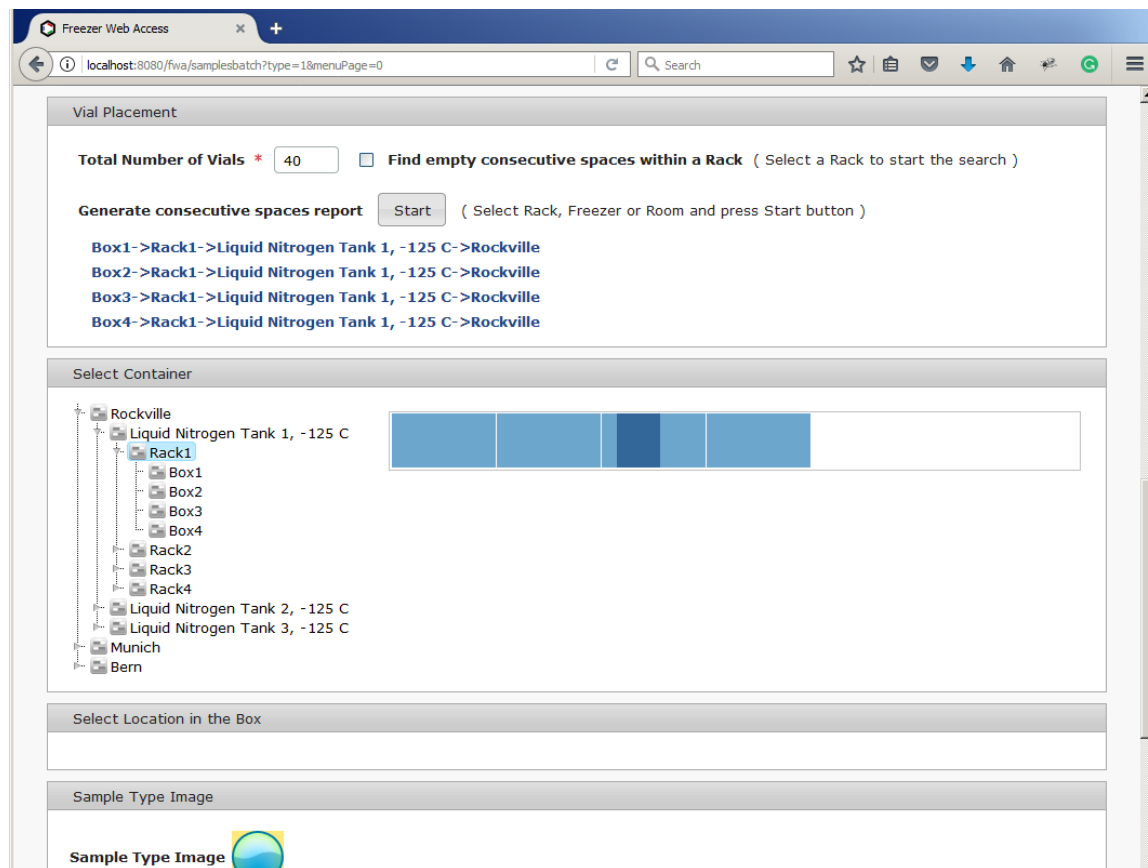 Freezer Web Access
localhost:8080/fwa/samplesbatch?type=1&menuPage=0
Search
Vial Placement
Total Number of Vials * 40 Find empty consecutive spaces within a Rack ( Select a Rack to start the search )
Generate consecutive spaces report Start ( Select Rack, Freezer or Room and press Start button )
Box1->Rack1->Liquid Nitrogen Tank 1, -125 C->Rockville
Box2->Rack1->Liquid Nitrogen Tank 1, -125 C->Rockville
Box3->Rack1->Liquid Nitrogen Tank 1, -125 C->Rockville
Box4->Rack1->Liquid Nitrogen Tank 1, -125 C->Rockville
Select Container
Rockville
Liquid Nitrogen Tank 1, -125 C
Rack1
Box1
Box2
Box3
Box4
Rack2
Rack3
Rack4
Liquid Nitrogen Tank 2, -125 C
Liquid Nitrogen Tank 3, -125 C
Munich
Bern
Select Location in the Box
Sample Type Image
Sample Type Image